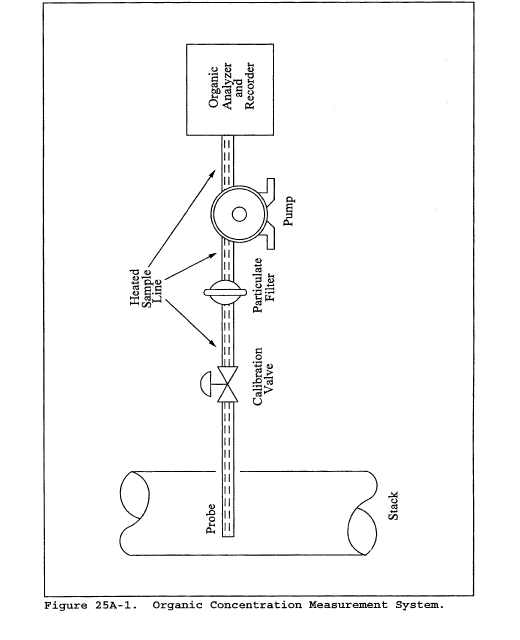 Organic
Analyzer
and
Recorder
Heated
Sample
Line
Pump
Particulate
Filter
Calibration
Valve
Probe
Stack
Figure 25A-1.  Organic Concentration Measurement System.